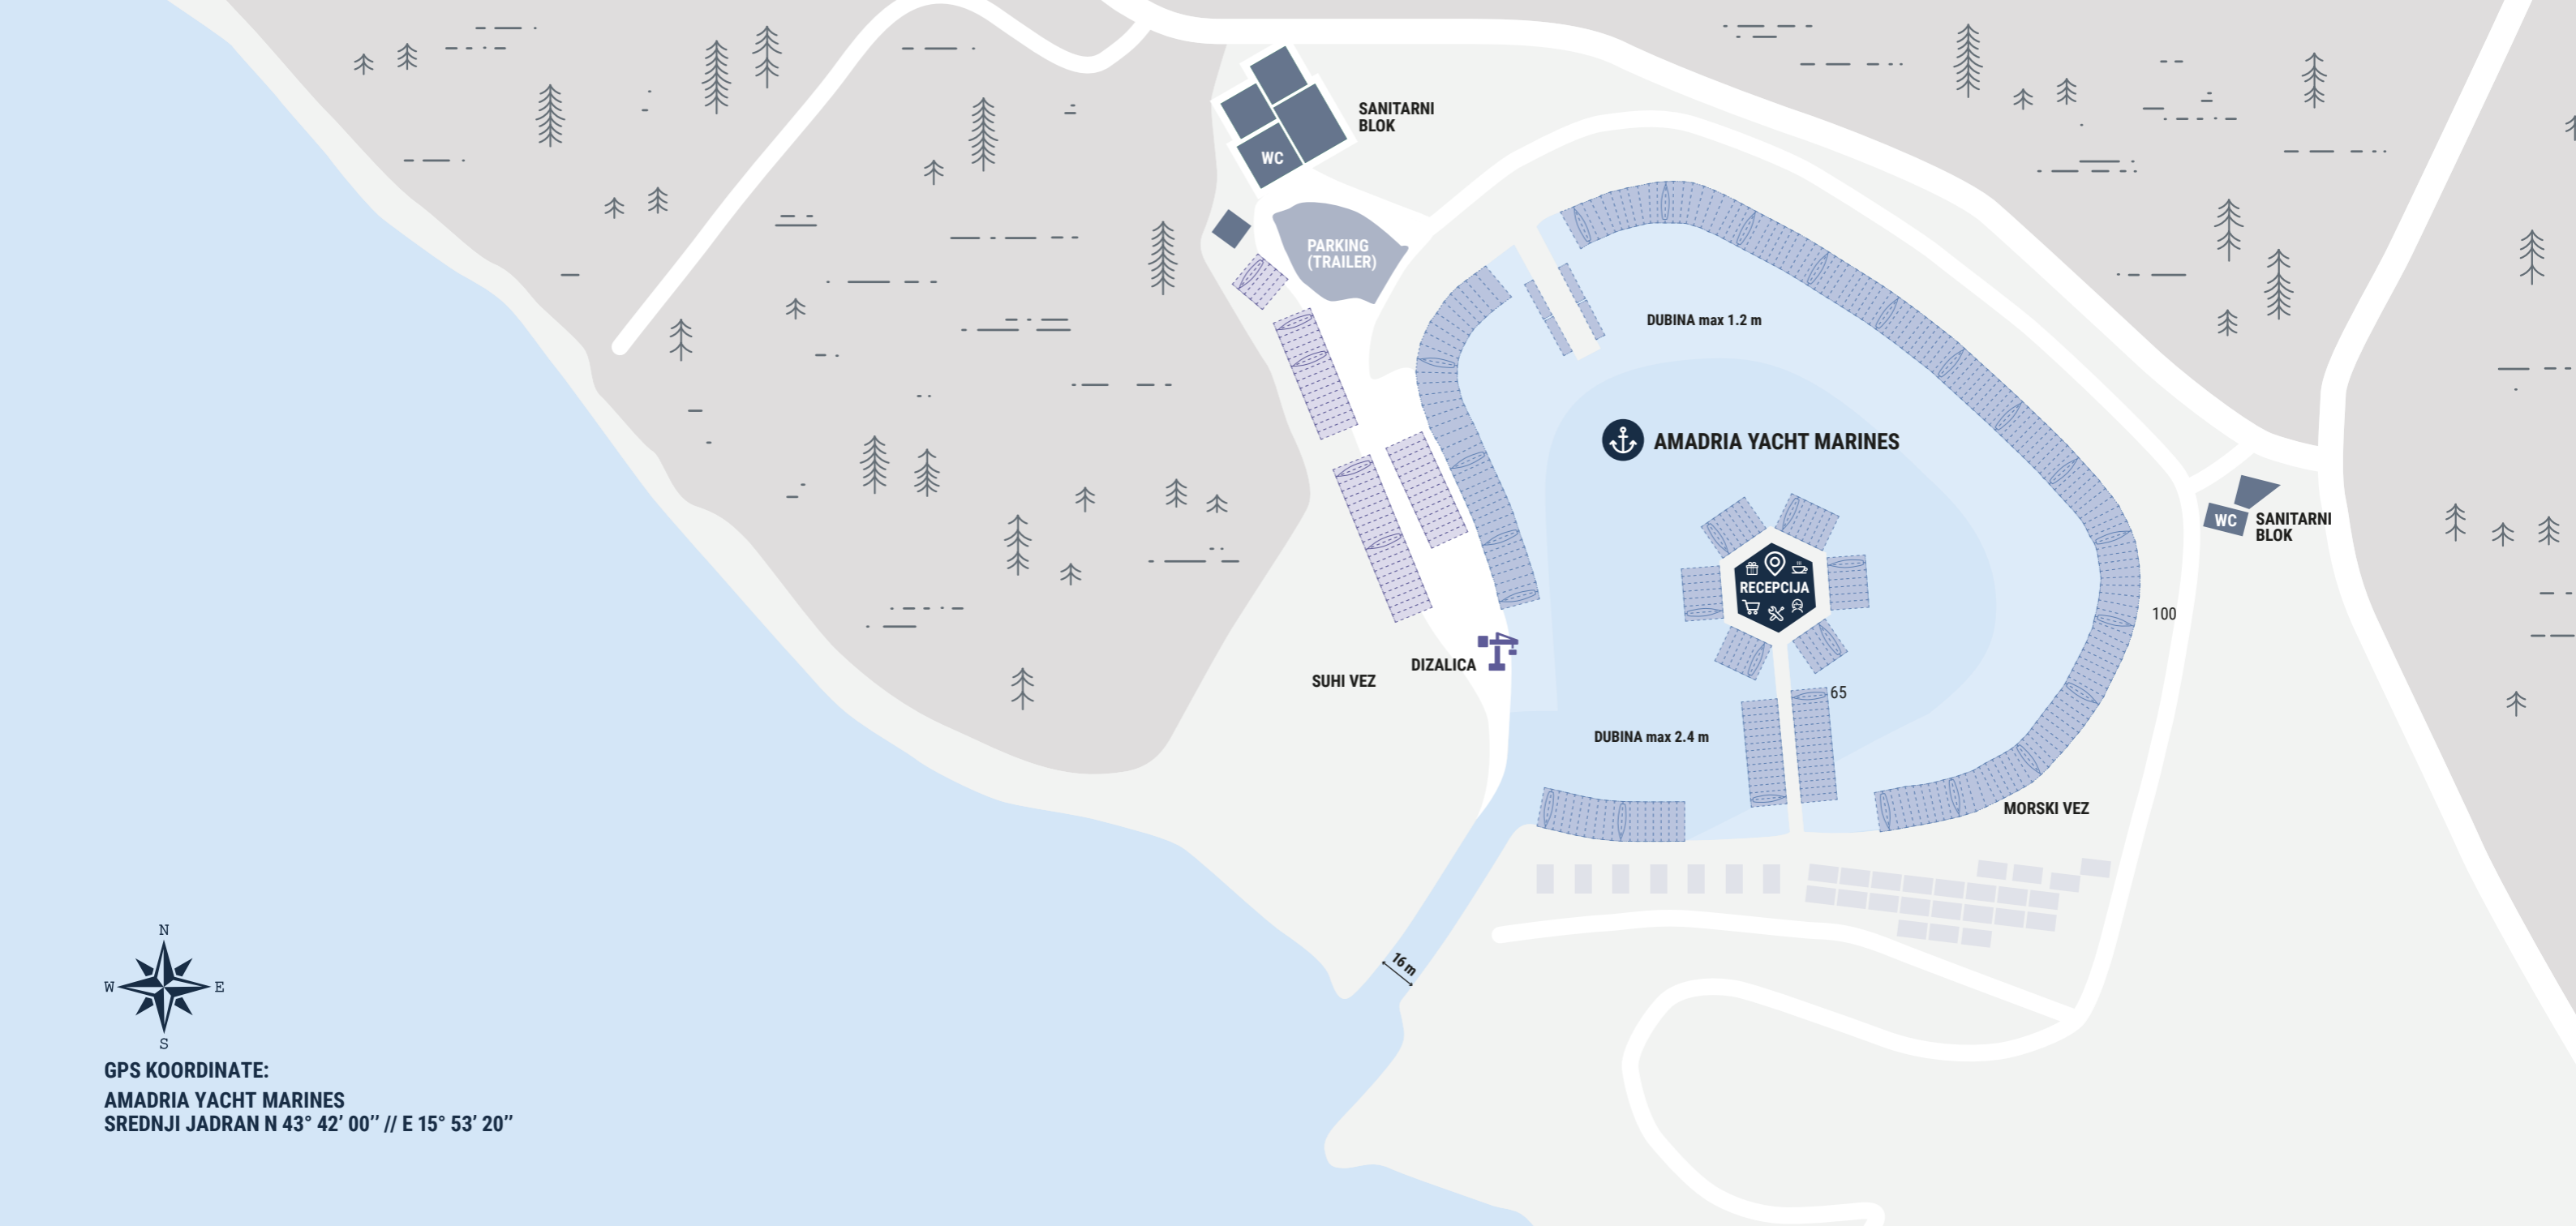 SANITARNI
BLOK
WC
PARKING
(TRAILER)
DUBINA max 1.2 m
AMADRIA YACHT MARINES
WC
SANITARNI
BLOK
RECEPCIJA
100
DIZALICA
SUHI VEZ
65
DUBINA max 2.4 m
MORSKI VEZ
16 m
N
W
E
S
GPS KOORDINATE:
AMADRIA YACHT MARINES
SREDNJI JADRAN N 43° 42’ 00’’ // E 15° 53’ 20’’